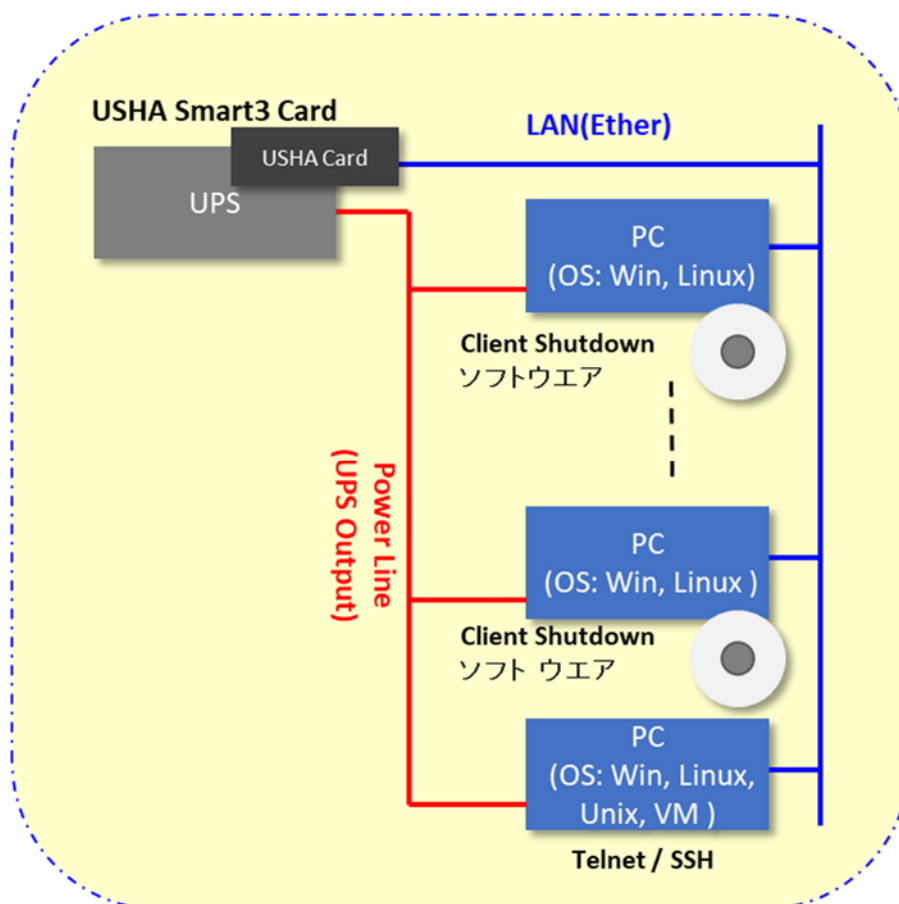 USHA Smart3 Card
LAN(Ether)
USHA Card
UPS
PC
(OS: Win, Linux)
Client Shutdown
ソフトウエア
Power Line
(UPS Output)
PC
(OS: Win, Linux )
Client Shutdown
ソフト ウエア
PC
(OS: Win, Linux,
Unix, VM )
Telnet / SSH